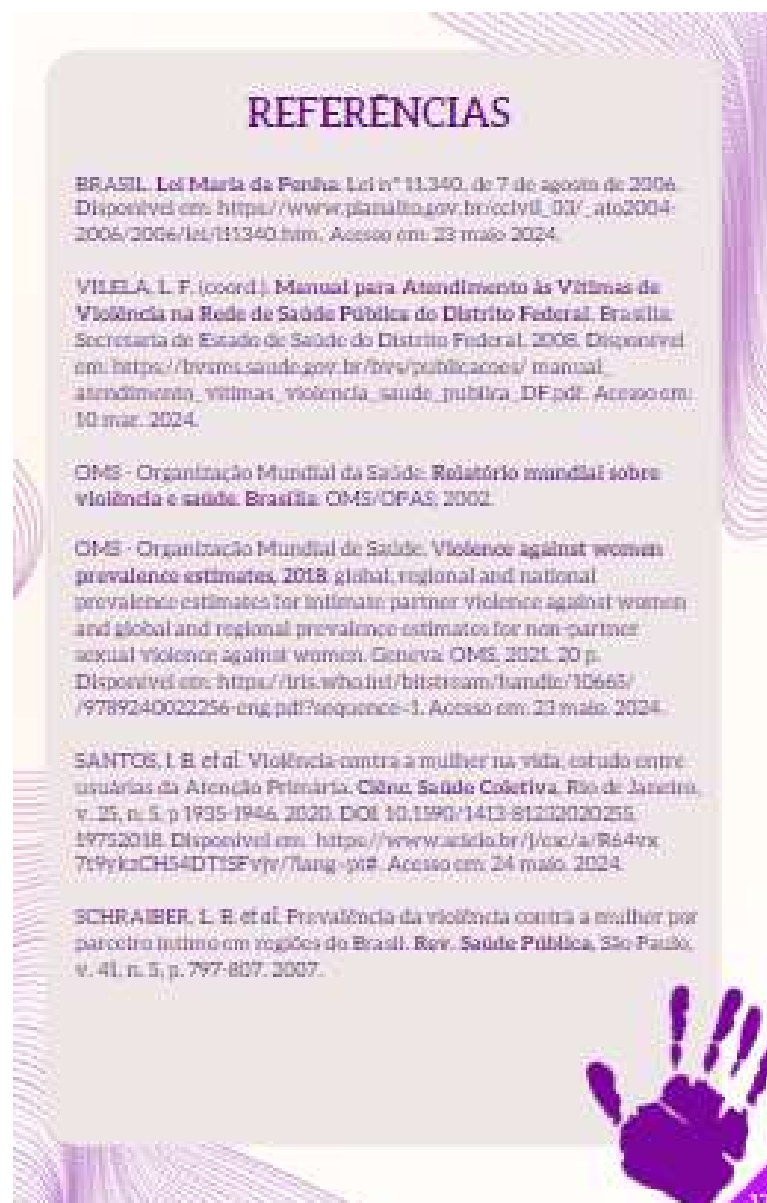 REFERÊNCIAS
BRASIL. Lei Maria da Penha: Lei nº 11.340, de 7 de agosto de 2006.
Disponível em: https://www.planalto.gov.br/ccivil_03/_ato2004-
2006/2006/lei/l11340.htm. Acesso em: 23 maio 2024.
VILELA, L. F. (coord.). Manual para Atendimento às Vítimas de
Violência na Rede de Saúde Pública do Distrito Federal. Brasília:
Secretaria de Estado de Saúde do Distrito Federal, 2008. Disponível
em: https://bvsms.saude.gov.br/bvs/publicacoes/ manual_
atendimento_vitimas_violencia_saude_publica_DF.pdf. Acesso em:
10 mar. 2024.
OMS - Organização Mundial da Saúde. Relatório mundial sobre
violência e saúde. Brasília: OMS/OPAS, 2002.
OMS - Organização Mundial de Saúde. Violence against women
prevalence estimates, 2018: global, regional and national
prevalence estimates for intimate partner violence against women
and global and regional prevalence estimates for non-partner
sexual violence against women. Geneva: OMS, 2021. 20 p.
Disponível em: https://iris.who.int/bitstream/handle/10665/
/9789240022256-eng.pdf?sequence=1. Acesso em: 23 maio. 2024.
SANTOS, I. B. et al. Violência contra a mulher na vida: estudo entre
usuárias da Atenção Primária. Ciênc. Saúde Coletiva, Rio de Janeiro,
v. 25, n. 5, p 1935-1946, 2020. DOI: 10.1590/1413-81232020255.
19752018. Disponível em: https://www.scielo.br/j/csc/a/
Acesso em: 24 maio. 2024.
SCHRAIBER, L. B. et al. Prevalência da violência contra a mulher por
parceiro íntimo em regiões do Brasil. Rev. Saúde Pública, São Paulo,
v. 41, n. 5, p. 797-807, 2007.